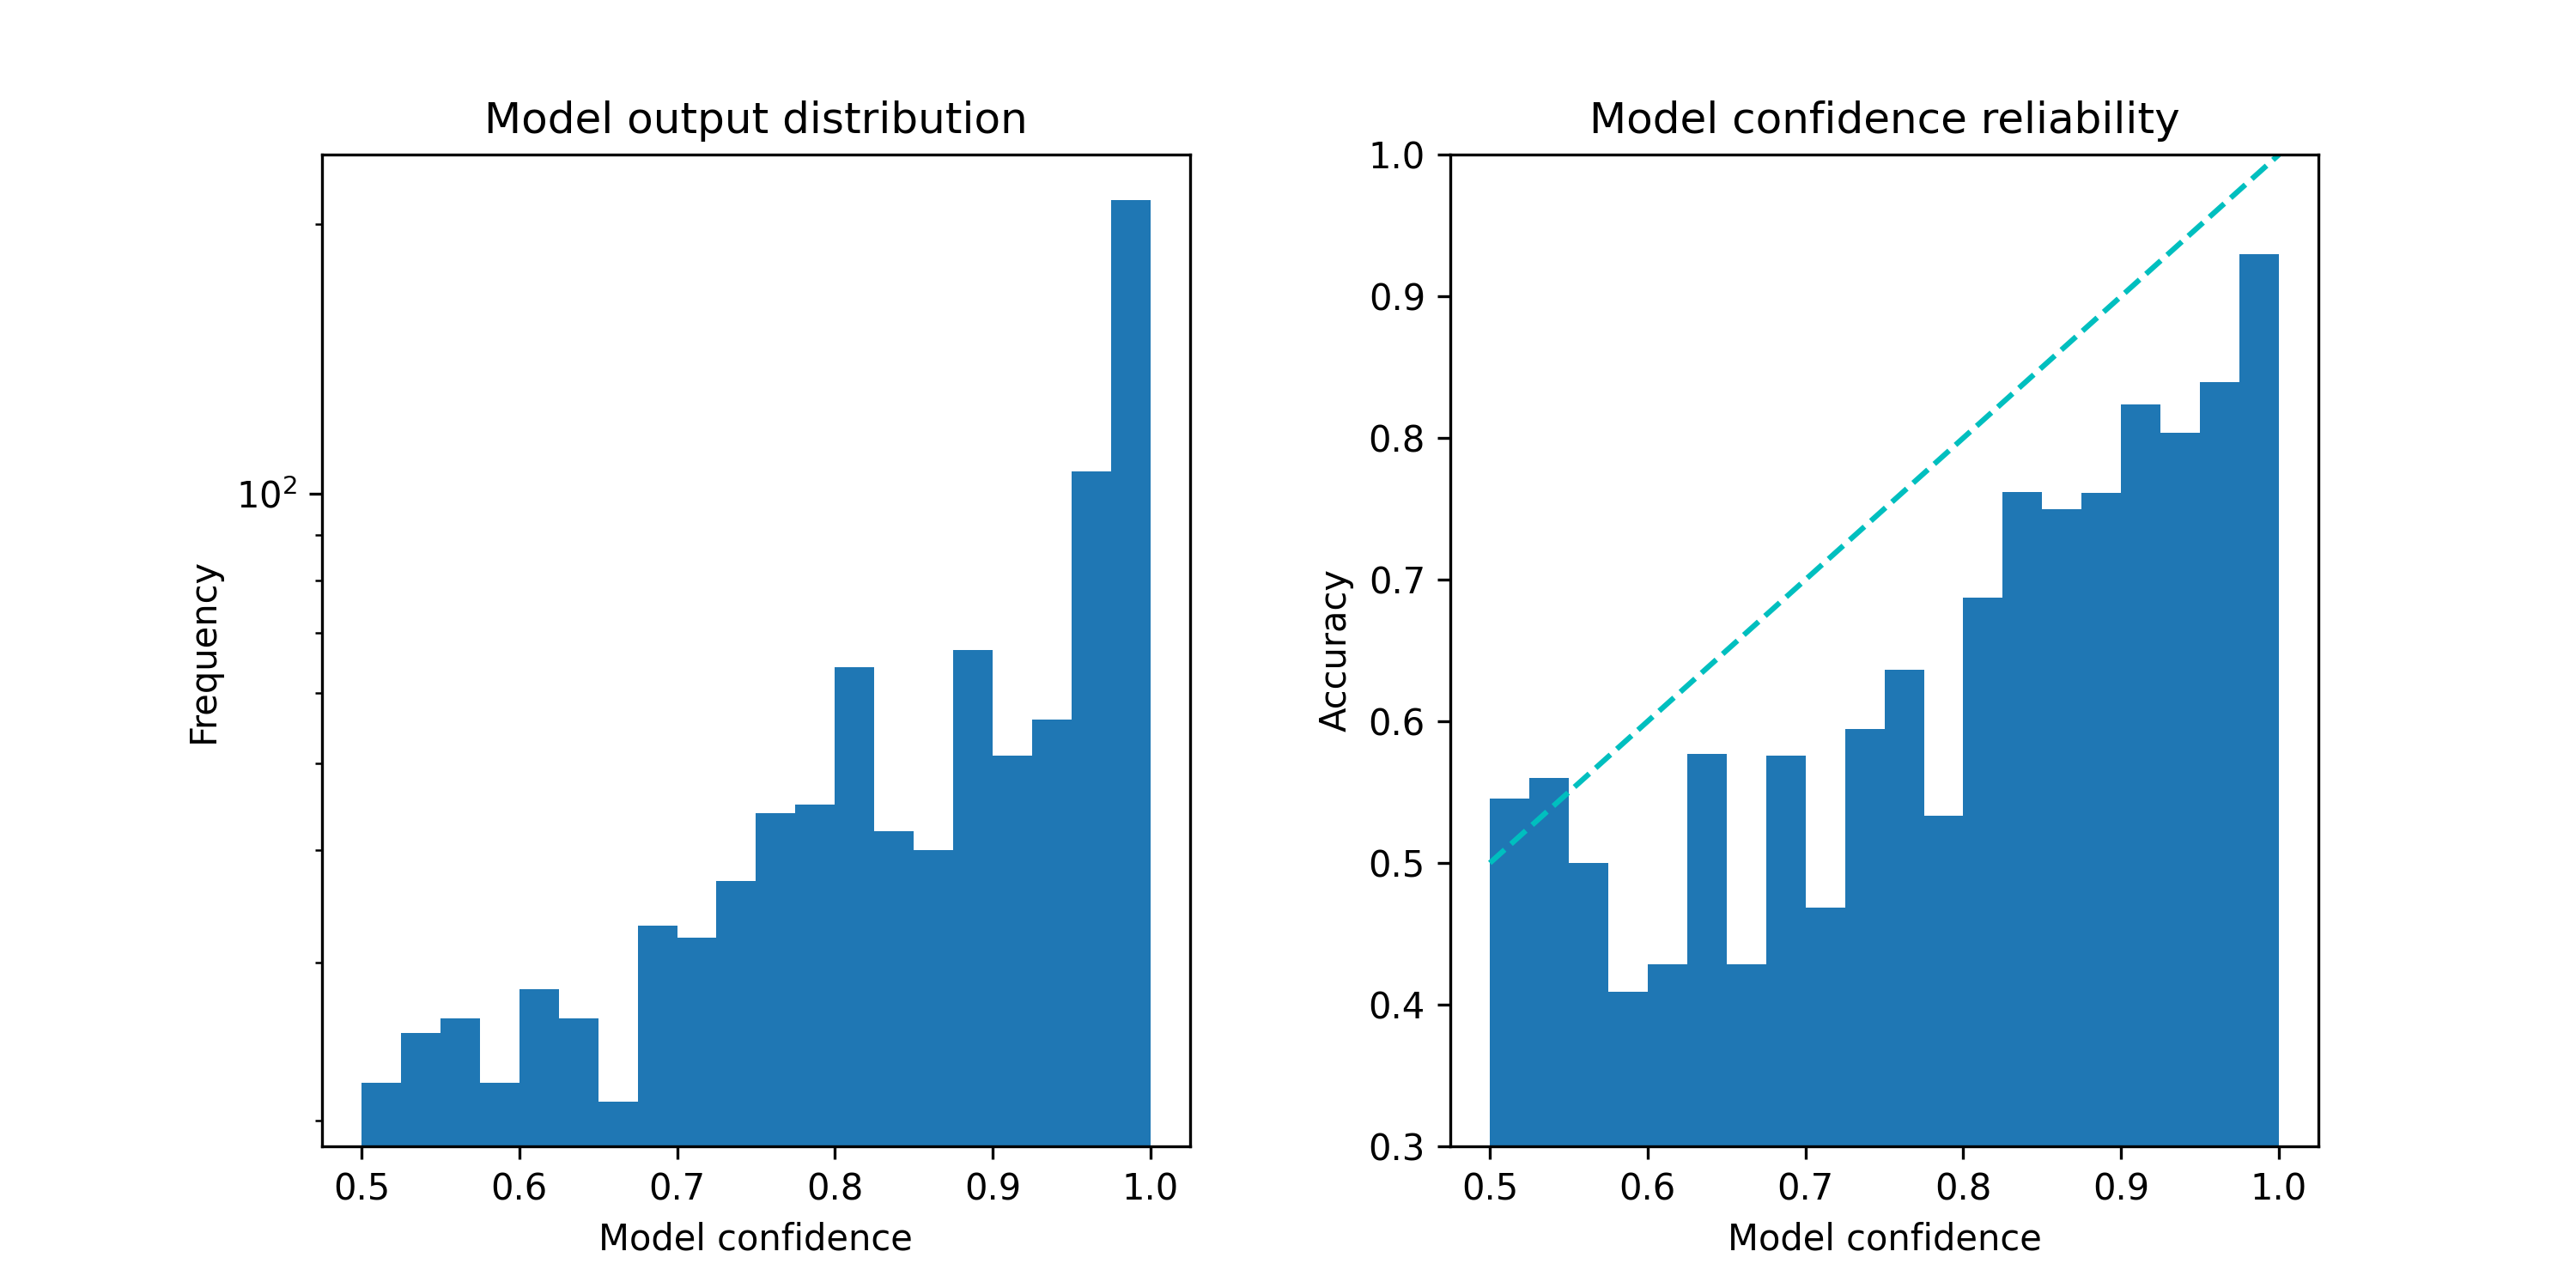 Model output distribution
Frequency
10²
0.5 0.6 0.7 0.8 0.9 1.0
Model confidence
Model confidence reliability
Accuracy
1.0
0.9
0.8
0.7
0.6
0.5
0.4
0.3
0.5 0.6 0.7 0.8 0.9 1.0
Model confidence